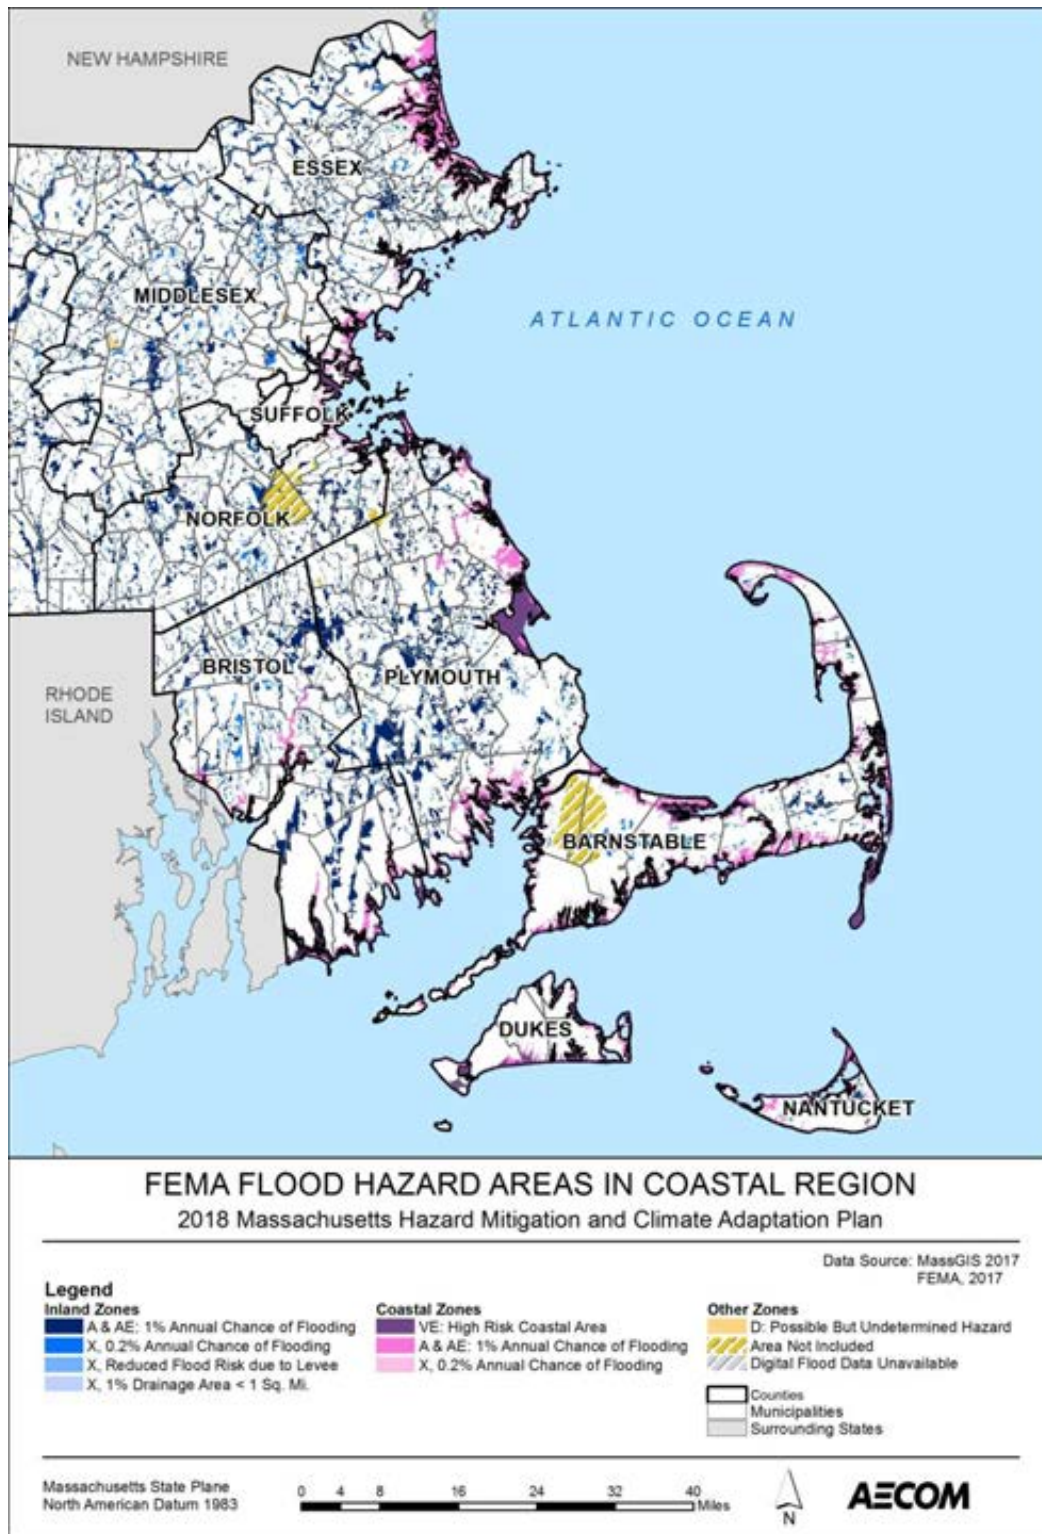 NEW HAMPSHIRE
ESSEX
MIDDLESEX
ATLANTIC OCEAN
SUFFOLK
NORFOLK
BRISTOL
PLYMOUTH
RHODE
ISLAND
BARNSTABLE
DUKES
NANTUCKET
FEMA FLOOD HAZARD AREAS IN COASTAL REGION
2018 Massachusetts Hazard Mitigation and Climate Adaptation Plan
Data Source: MassGIS 2017
FEMA, 2017
Legend
Inland Zones
A & AE: 1% Annual Chance of Flooding
X, 0.2% Annual Chance of Flooding
X, Reduced Flood Risk due to Levee
X, 1% Drainage Area < 1 Sq. Mi.
Coastal Zones
VE: High Risk Coastal Area
A & AE: 1% Annual Chance of Flooding
X, 0.2% Annual Chance of Flooding
Other Zones
D: Possible But Undetermined Hazard
Area Not Included
Digital Flood Data Unavailable
Counties
Municipalities
Surrounding States
Massachusetts State Plane
North American Datum 1983
0 4 8 16 24 32 40
Miles
N
AECOM